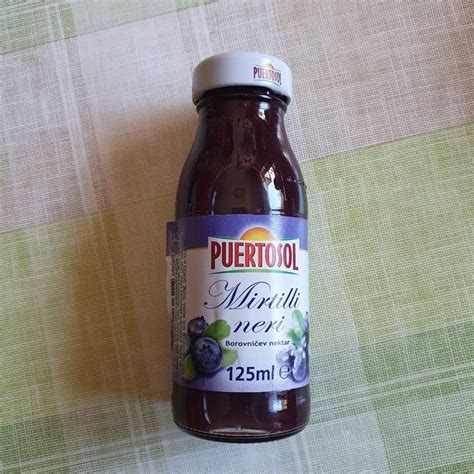 PUERTOSOL
PUERTOSOL
Mirtilli
neri
Borovničev nektar
125ml e